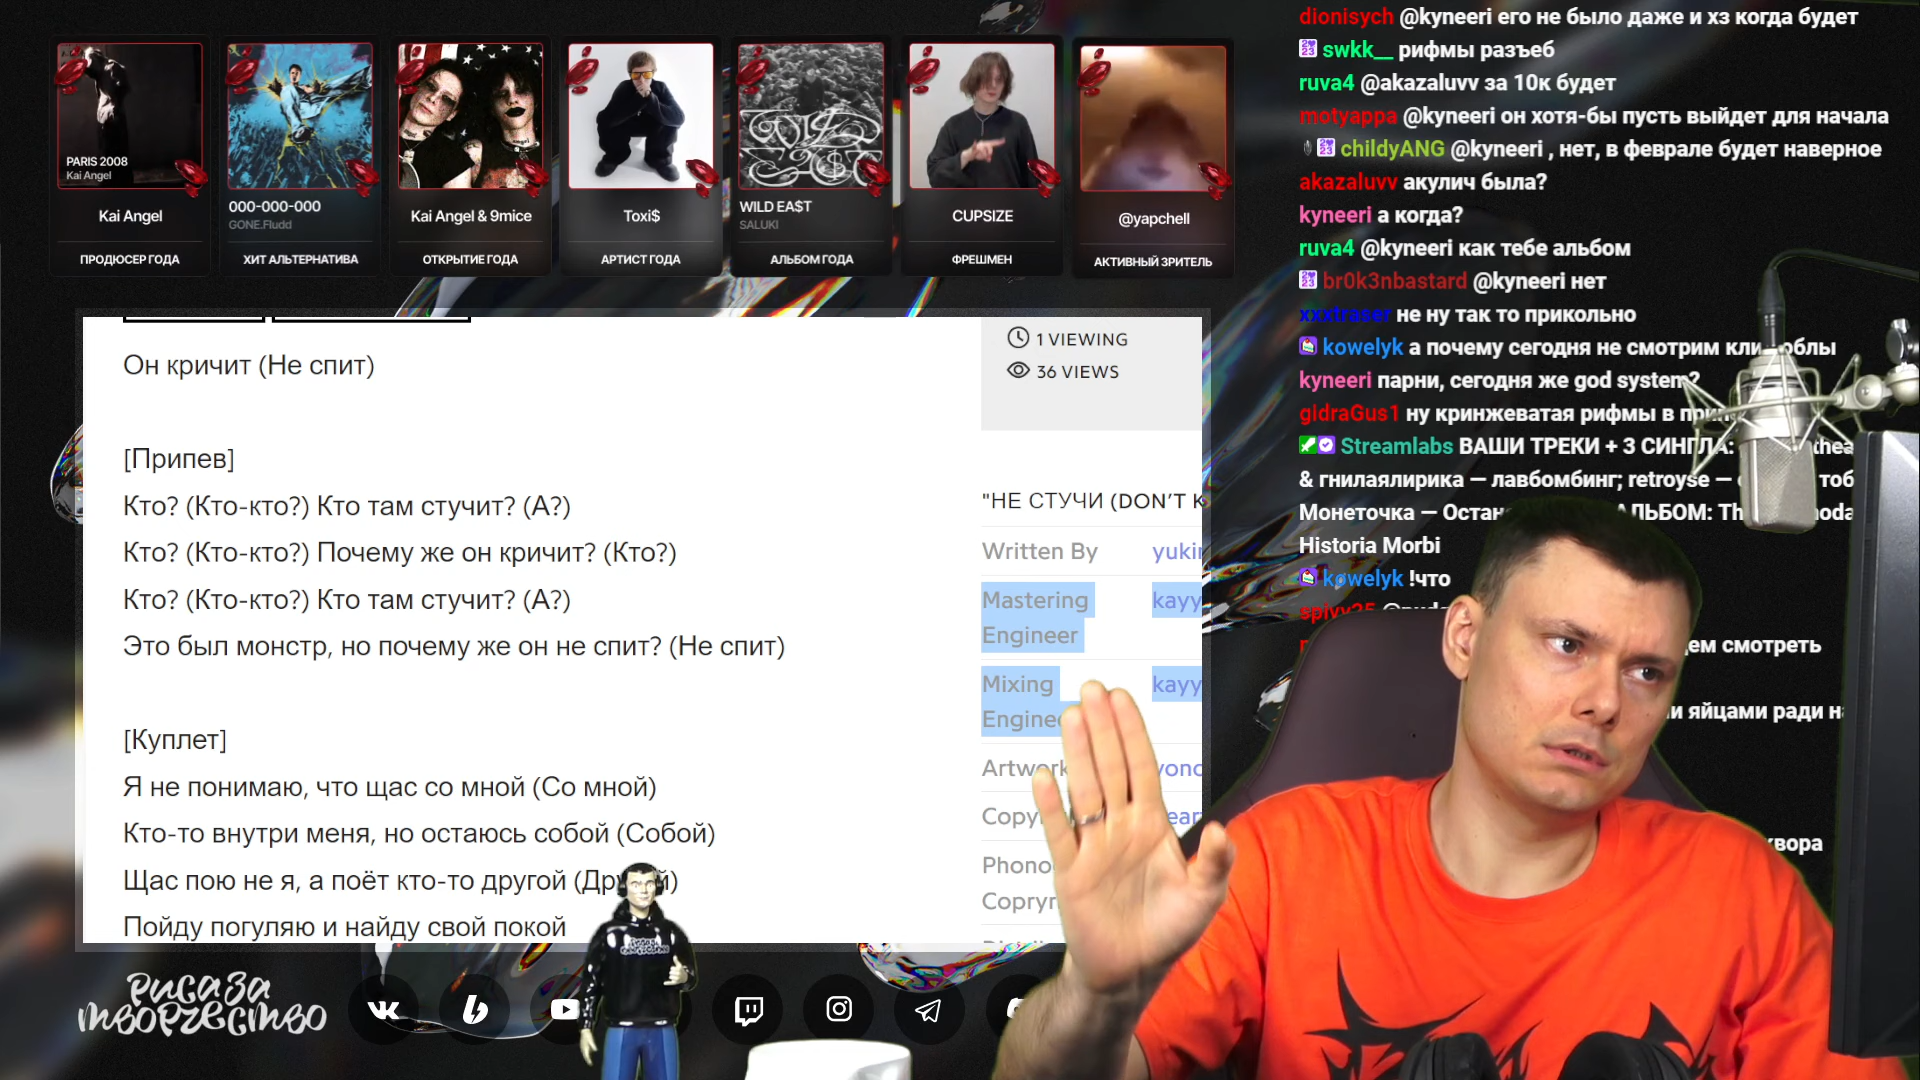 PARIS 2008
Kai Angel
Kai Angel
ПРОДЮСЕР ГОДА
000-000-000
GONE.Fludd
ХИТ АЛЬТЕРНАТИВА
Kai Angel & 9mice
ОТКРЫТИЕ ГОДА
Toxi$
АРТИСТ ГОДА
WILD EA$T
SALUKI
АЛЬБОМ ГОДА
CUPSIZE
ФРЕШМЕН
@yapchell
АКТИВНЫЙ ЗРИТЕЛЬ
Он кричит (Не спит)
[Припев]
Кто? (Кто-кто?) Кто там стучит? (А?)
Кто? (Кто-кто?) Почему же он кричит? (Кто?)
Кто? (Кто-кто?) Кто там стучит? (А?)
Это был монстр, но почему же он не спит? (Не спит)
[Куплет]
Я не понимаю, что щас со мной (Со мной)
Кто-то внутри меня, но остаюсь собой (Собой)
Щас пою не я, а поёт кто-то другой
Пойду погуляю и найду свой покой
1 VIEWING
36 VIEWS
"НЕ СТУЧИ (DON’T
Written By
Mastering kayy
Engineer
Mixing kayy
РИСАЗА
ТВОРЧЕСТВО
dionisych @kyneeri его не было даже и хз когда будет
swkk__ рифмы разъеб
ruva4 @akazaluvv за 10к будет
motyappa @kyneeri он хотя-бы пусть выйдет для начала
childyANG @kyneeri , нет, в феврале будет наверное
akazaluvv акулич была?
kyneeri а когда?
ruva4 @kyneeri как тебе альбом
br0k3nbastard @kyneeri нет
xxxtraser не ну так то прикольно
kowelyk а почему сегодня не смотрим
kyneeri парни, сегодня же god system?
gidraGus1 ну кринжеватая рифмы в
Streamlabs ВАШИ ТРЕКИ + 3 СИНГЛА:
& гнилаялирика — лавбомбинг; retroyse —
Монеточка —
Historia Morbi
kowelyk !что
смотреть
яйцами ради